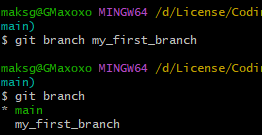 maksg@GMaxoxo MINGW64 /d/License/Codin
main)
$ git branch my_first_branch
maksg@GMaxoxo MINGW64 /d/License/Codin
main)
$ git branch
* main
my_first_branch